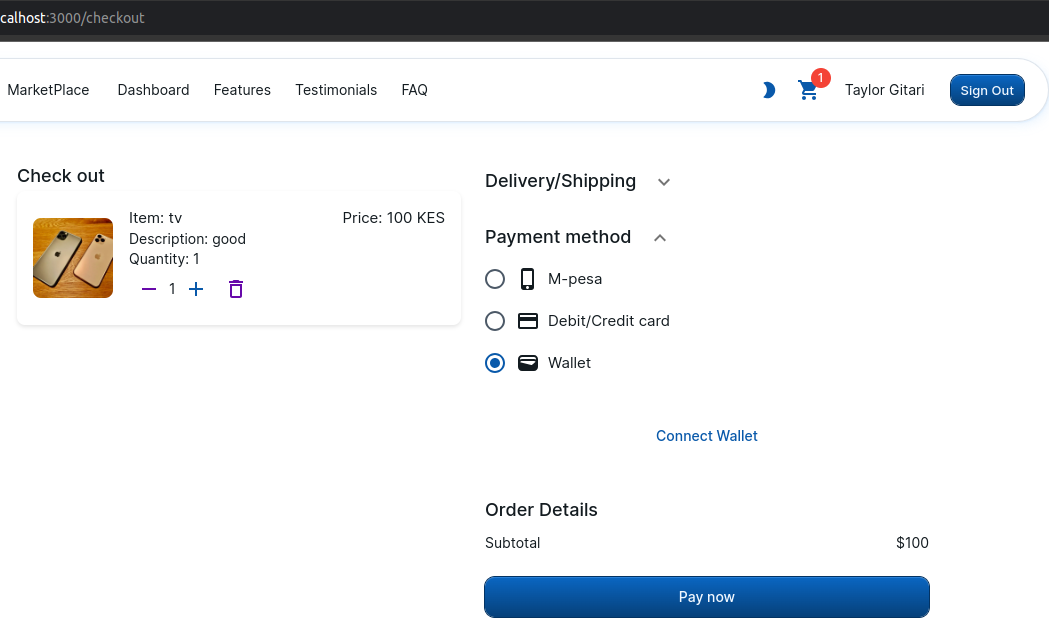 calhost:3000/checkout
MarketPlace Dashboard Features Testimonials FAQ 1 Taylor Gitari Sign Out
Check out
Item: tv Price: 100 KES
Description: good
Quantity: 1
1
Delivery/Shipping
Payment method
M-pesa
Debit/Credit card
Wallet
Connect Wallet
Order Details
Subtotal $100
Pay now